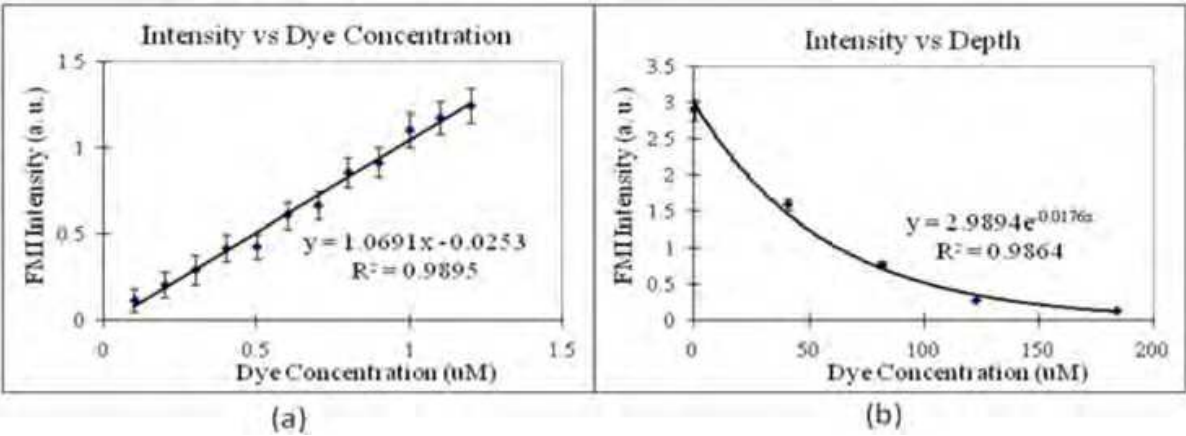 Intensity vs Dye Concentration
FMI Intensity (a. u.)
1.5
1
0.5
0
y = 1.0691x - 0.0253
R² = 0.9895
0 0.5 1 1.5
Dye Concentration (uM)
(a)
Intensity vs Depth
FMI Intensity (a. u.)
3.5
3
2.5
2
1.5
1
0.5
0
y = 2.9894e^-0.0176x
R² = 0.9864
0 50 100 150 200
Dye Concentration (uM)
(b)